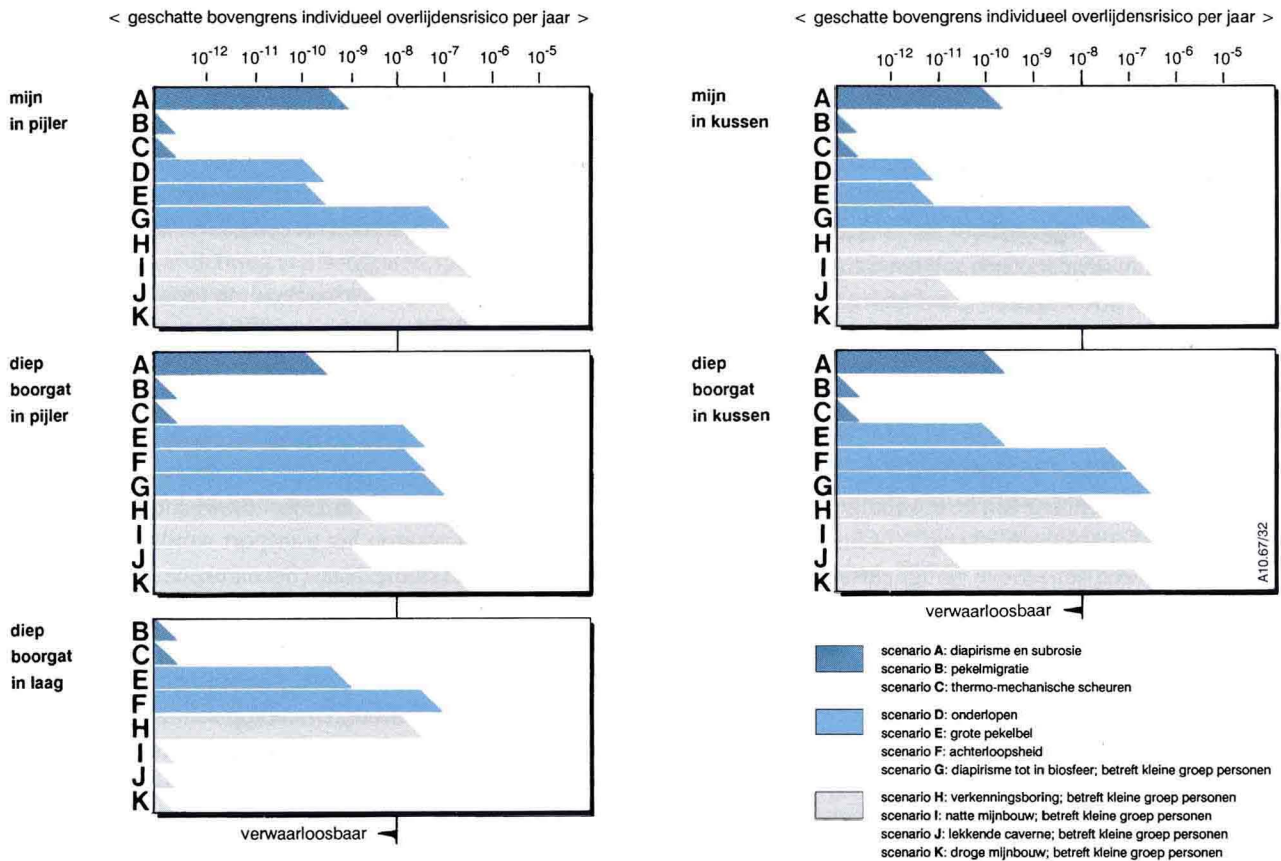 < geschatte bovengrens individueel overlijdensrisico per jaar >
10-12 10-11 10-10 10-9 10-8 10-7 10-6 10-5
mijn
in pijler
A
B
C
D
E
G
H
I
J
K
diep
boorgat
in pijler
A
B
C
E
F
G
H
I
J
K
diep
boorgat
in laag
B
C
E
F
H
I
J
K
verwaarloosbaar
< geschatte bovengrens individueel overlijdensrisico per jaar >
10-12 10-11 10-10 10-9 10-8 10-7 10-6 10-5
mijn
in kussen
A
B
C
D
E
G
H
I
J
K
diep
boorgat
in kussen
A
B
C
E
F
G
H
I
J
K
A10.67/32
verwaarloosbaar
scenario A: diapirisme en subrosie
scenario B: pekelmigratie
scenario C: thermo-mechanische scheuren
scenario D: onderlopen
scenario E: grote pekelbel
scenario F: achterloopsheid
scenario G: diapirisme tot in biosfeer; betreft kleine groep personen
scenario H: verkenningsboring; betreft kleine groep personen
scenario I: natte mijnbouw; betreft kleine groep personen
scenario J: lekkende caverne; betreft kleine groep personen
scenario K: droge mijnbouw; betreft kleine groep personen